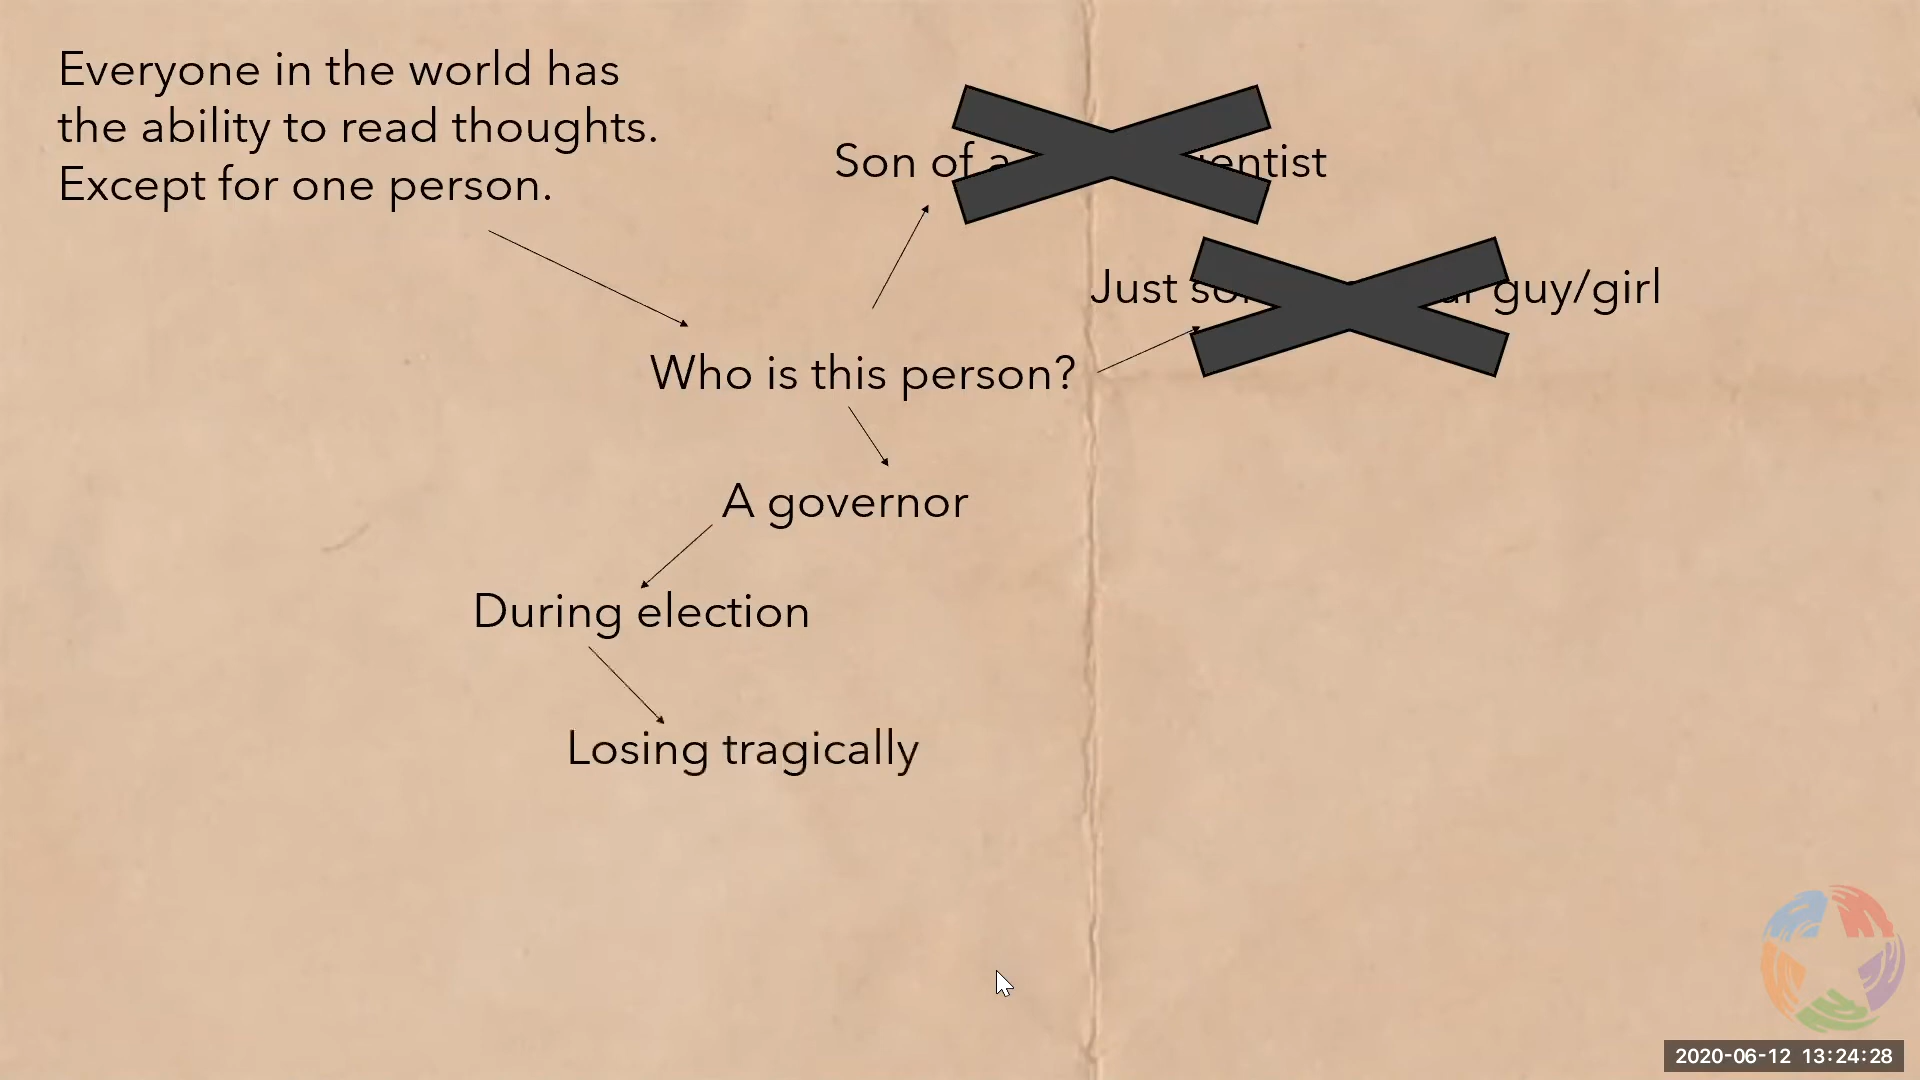 Everyone in the world has
the ability to read thoughts.
Except for one person.
Son of a
Just guy/girl
Who is this person?
A governor
During election
Losing tragically
2020-06-12 13:24:28